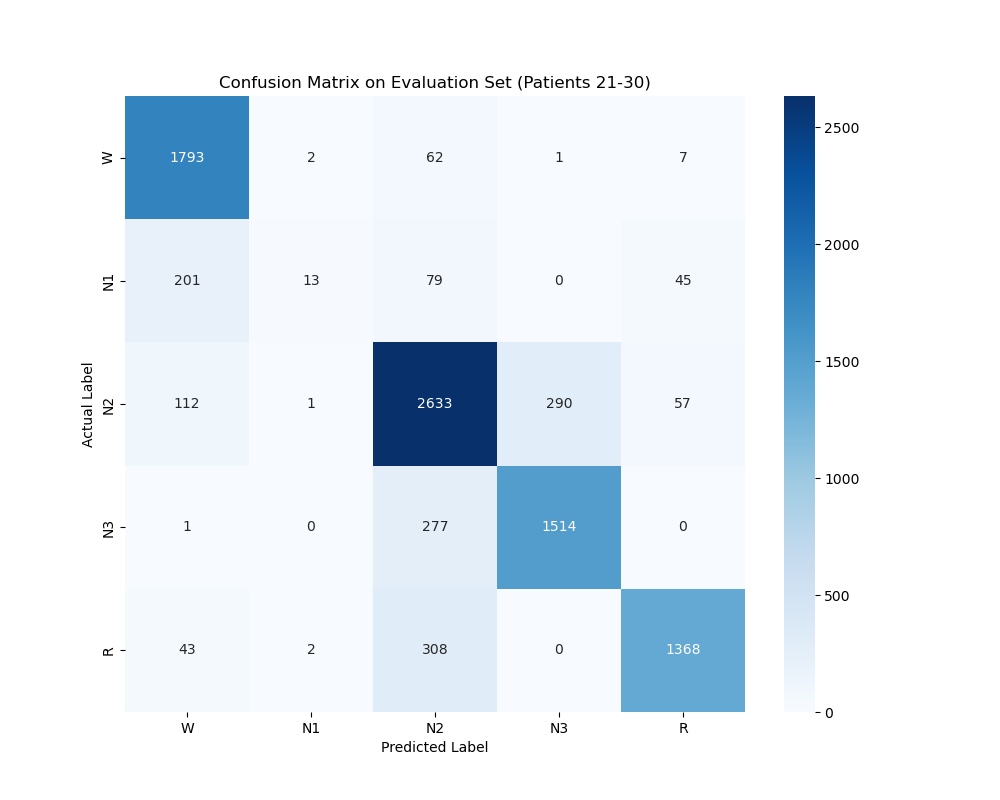 Confusion Matrix on Evaluation Set (Patients 21-30)
W 1793 2 62 1 7
N1 201 13 79 0 45
N2 112 1 2633 290 57
N3 1 0 277 1514 0
R 43 2 308 0 1368
W N1 N2 N3 R
Predicted Label
Actual Label
2500
2000
1500
1000
500
0